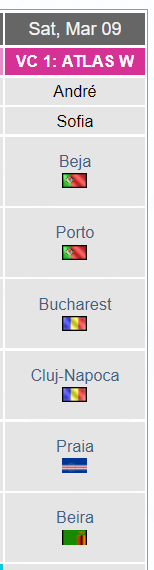 Sat, Mar 09
VC 1: ATLAS W
André
Sofia
Beja
Porto
Bucharest
Cluj-Napoca
Praia
Beira